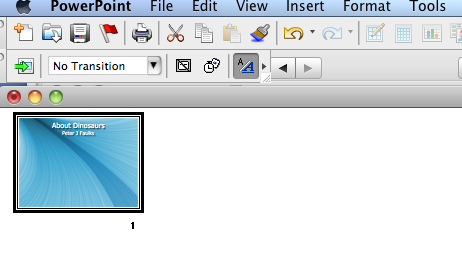 PowerPoint File Edit View Insert Format Tools
No Transition
About Dinosaurs
Peter J Faulks
1